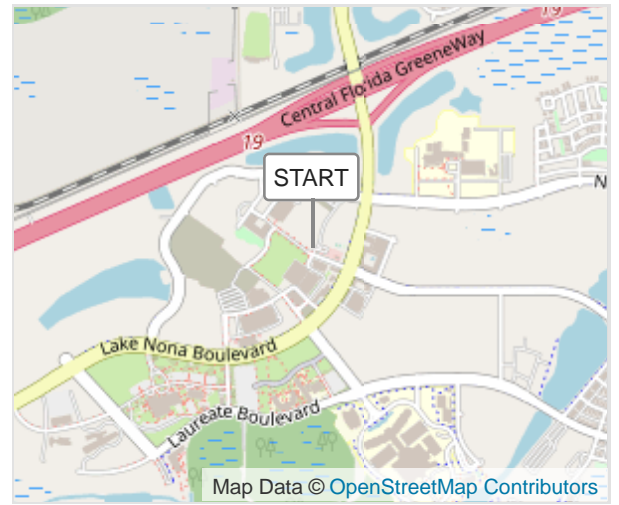 19
Central Florida GreeneWay
19
START
N
Lake Nona Boulevard
Laureate Boulevard
Map Data © OpenStreetMap Contributors